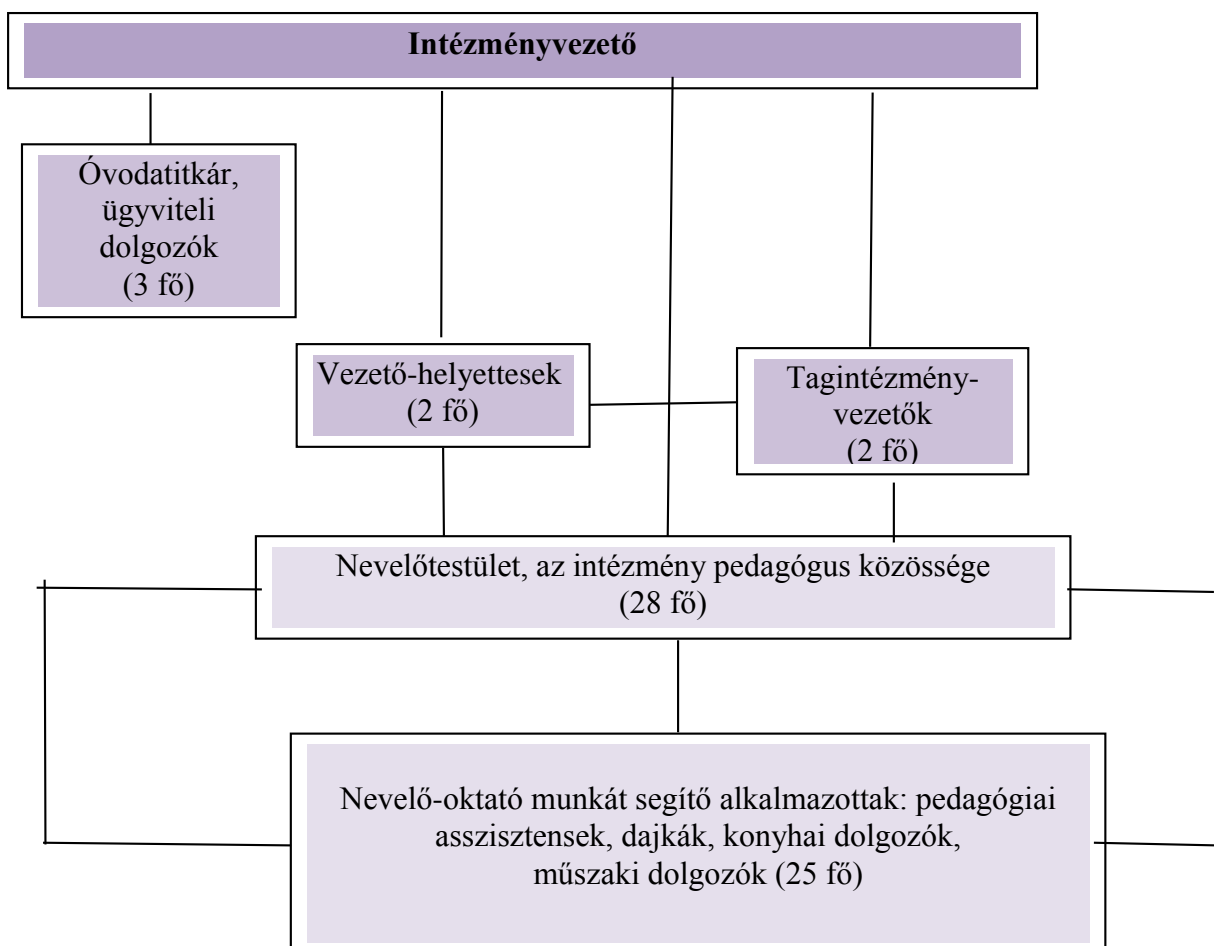 Intézményvezető
Óvodatitkár,
ügyviteli
dolgozók
(3 fő)
Vezető-helyettesek
(2 fő)
Tagintézmény-
vezetők
(2 fő)
Nevelőtestület, az intézmény pedagógus közössége
(28 fő)
Nevelő-oktató munkát segítő alkalmazottak: pedagógiai
asszisztensek, dajkák, konyhai dolgozók,
műszaki dolgozók (25 fő)